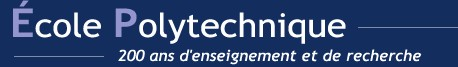 École Polytechnique
200 ans d'enseignement et de recherche